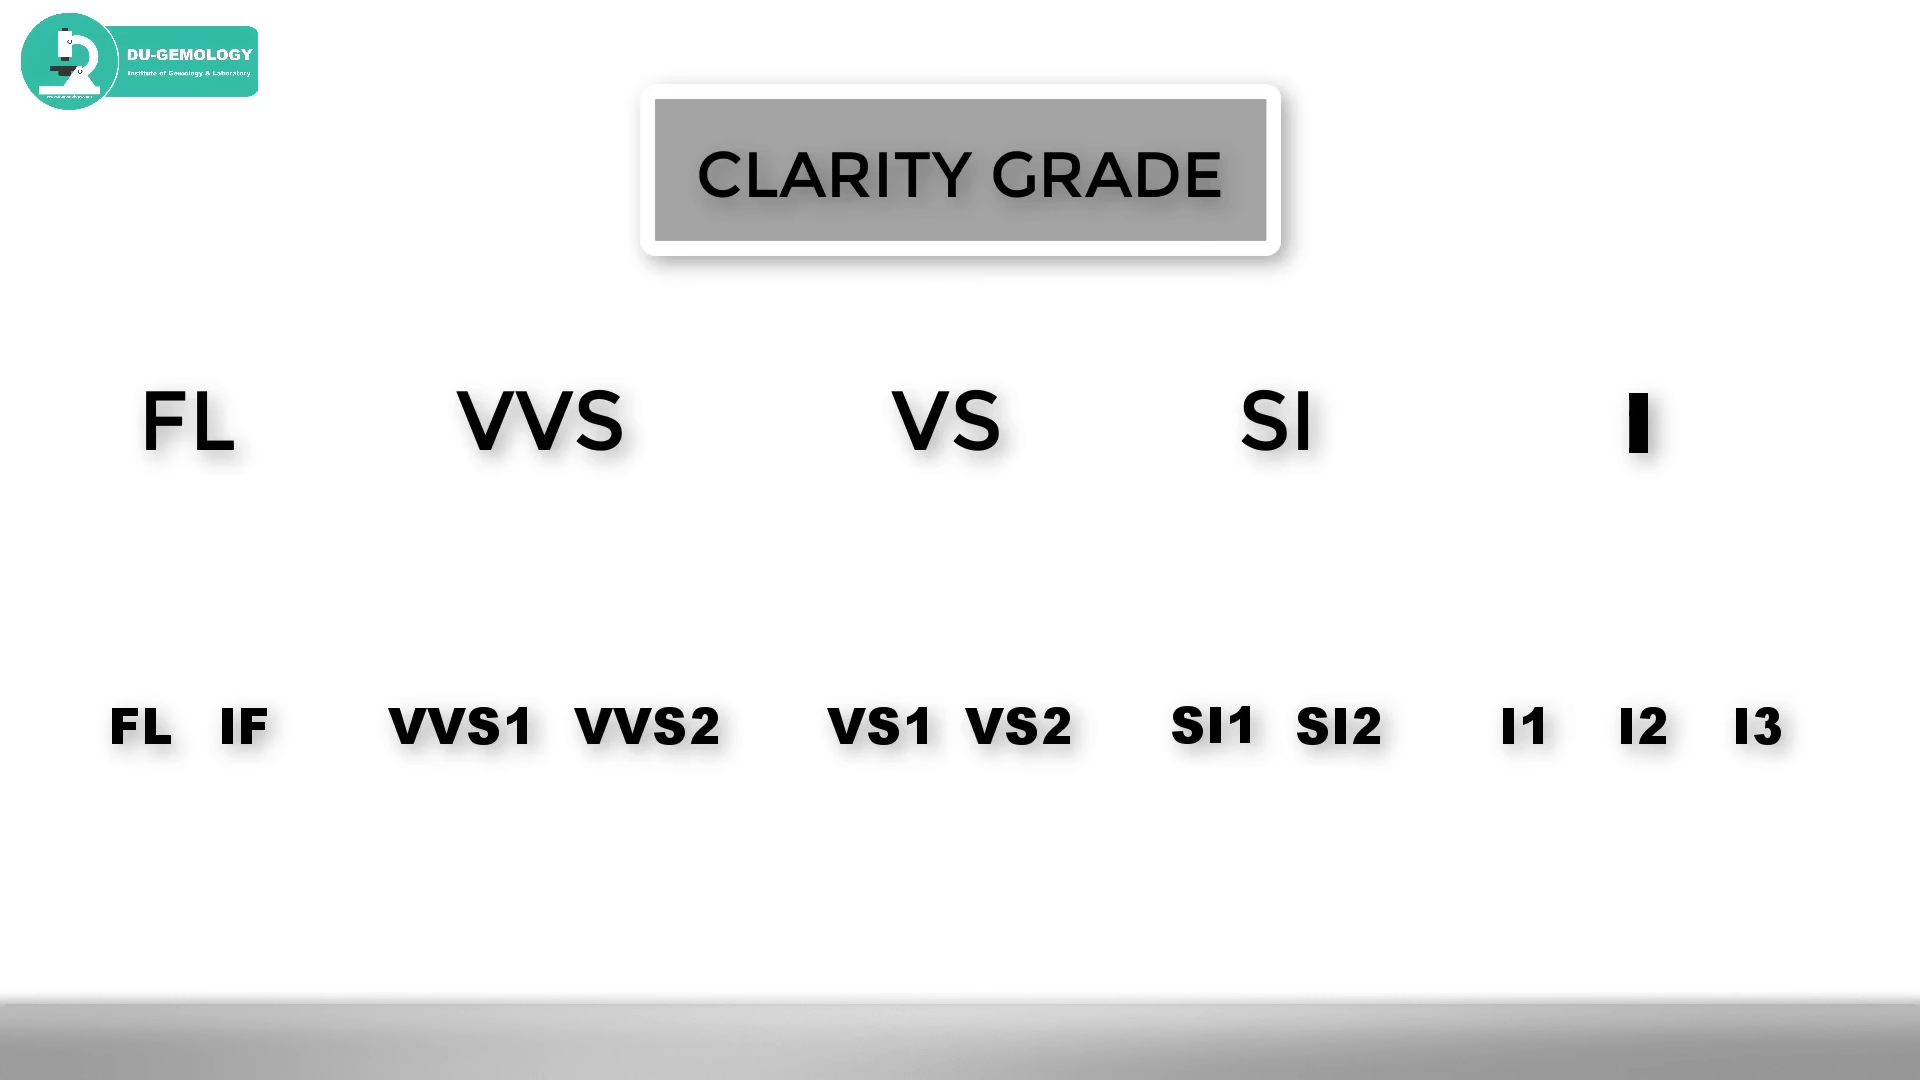 DU-GEMOLOGY
Institute of Gemology & Laboratory
CLARITY GRADE
FL VVS VS SI I
FL IF VVS1 VVS2 VS1 VS2 SI1 SI2 I1 I2 I3